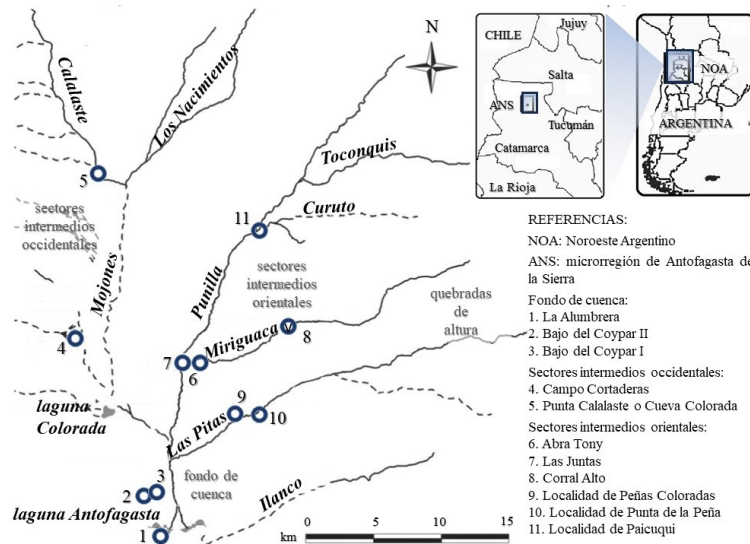 Calalaste
Los Nacimientos
N
CHILE
Jujuy
Salta
ANS
Tucumán
Catamarca
La Rioja
NOA
ARGENTINA
Toconquis
5
sectores
intermedios
occidentales
Mojones
11
Curuto
Punilla
sectores
intermedios
orientales
quebradas
de
altura
4
Miriguaca
8
7
6
laguna
Colorada
9
10
Las Pitas
3
2
fondo de
cuenca
laguna Antofagasta
1
Ilanco
km
0
5
10
15
REFERENCIAS:
NOA: Noroeste Argentino
ANS: microrregión de Antofagasta de
la Sierra
Fondo de cuenca:
1. La Alumbrera
2. Bajo del Coypar II
3. Bajo del Coypar I
Sectores intermedios occidentales:
4. Campo Cortaderas
5. Punta Calalaste o Cueva Colorada
Sectores intermedios orientales:
6. Abra Tony
7. Las Juntas
8. Corral Alto
9. Localidad de Peñas Coloradas
10. Localidad de Punta de la Peña
11. Localidad de Paicuqui